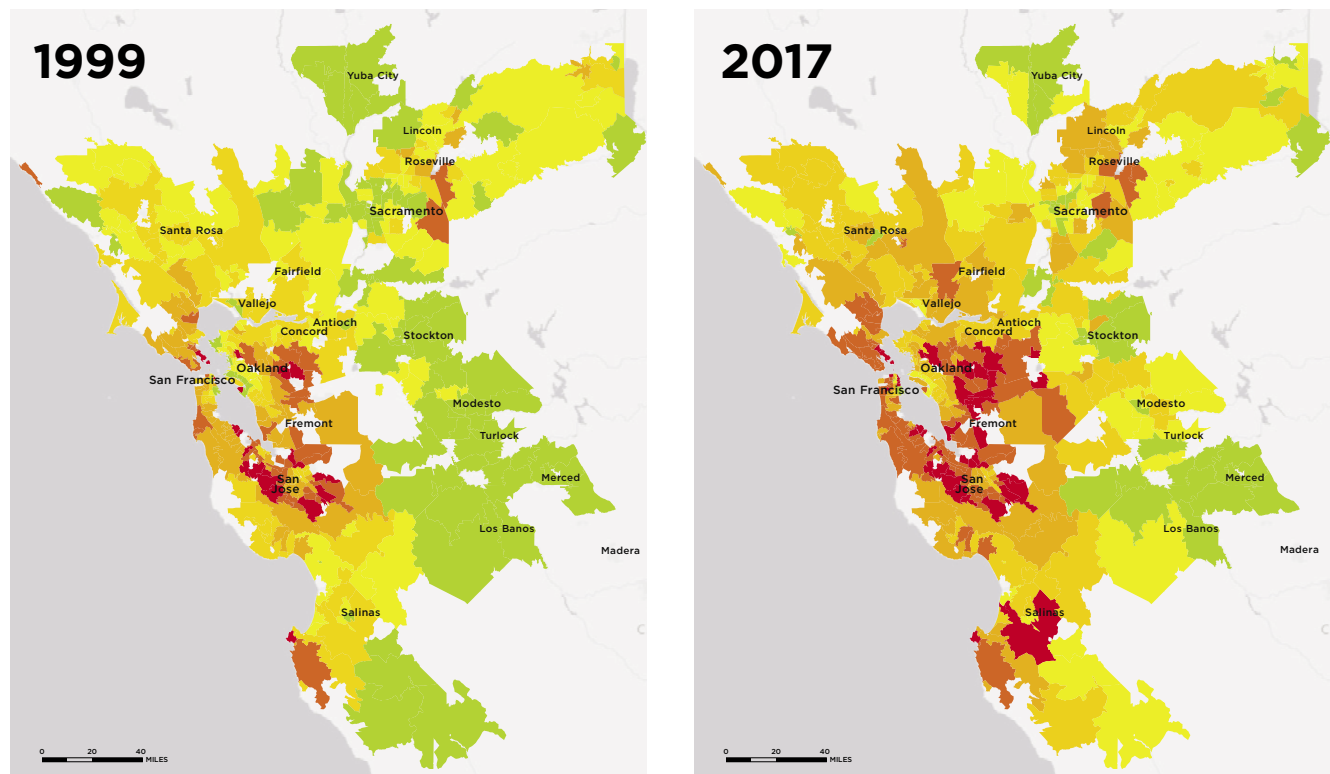 1999
Yuba City
Lincoln
Roseville
Sacramento
Santa Rosa
Fairfield
Vallejo
Antioch
Concord
Stockton
Oakland
San Francisco
Modesto
Fremont
Turlock
San
Jose
Merced
Los Banos
Madera
Salinas
0 20 40
MILES
2017
Yuba City
Lincoln
Roseville
Sacramento
Santa Rosa
Fairfield
Vallejo
Antioch
Concord
Stockton
Oakland
San Francisco
Modesto
Fremont
Turlock
San
Jose
Merced
Los Banos
Madera
Salinas
0 20 40
MILES